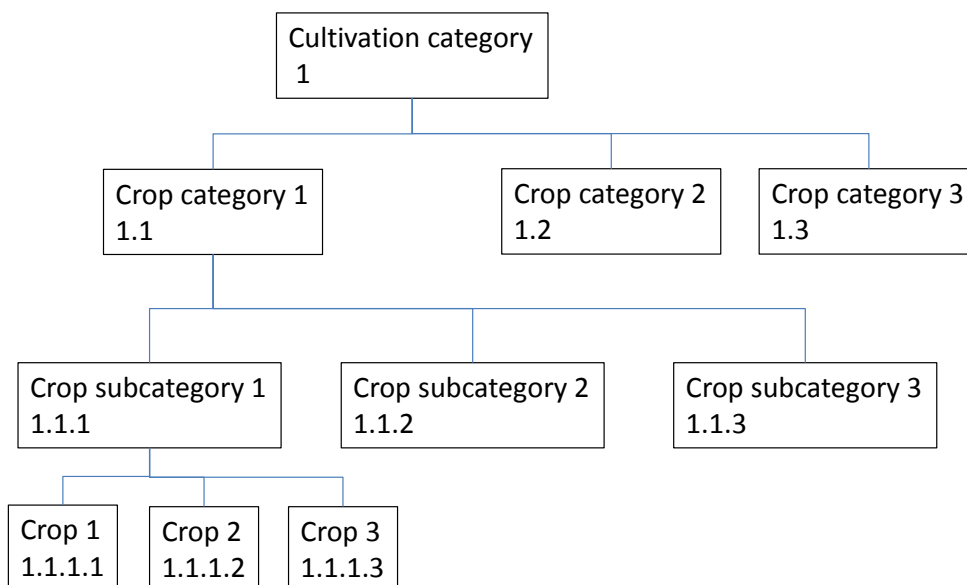 Cultivation category
1
Crop category 1
1.1
Crop category 2
1.2
Crop category 3
1.3
Crop subcategory 1
1.1.1
Crop subcategory 2
1.1.2
Crop subcategory 3
1.1.3
Crop 1
1.1.1.1
Crop 2
1.1.1.2
Crop 3
1.1.1.3